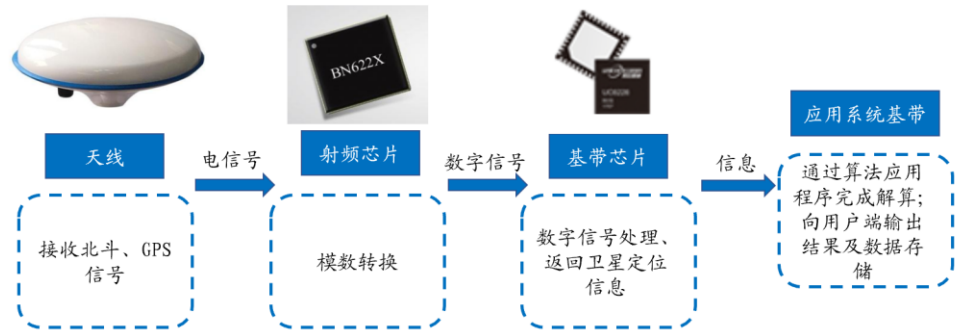 BN622X
UC6226
天线
电信号
射频芯片
数字信号
基带芯片
信息
应用系统基带
接收北斗、GPS
信号
模数转换
数字信号处理、
返回卫星定位
信息
通过算法应用
程序完成解算;
向用户端输出
结果及数据存
储